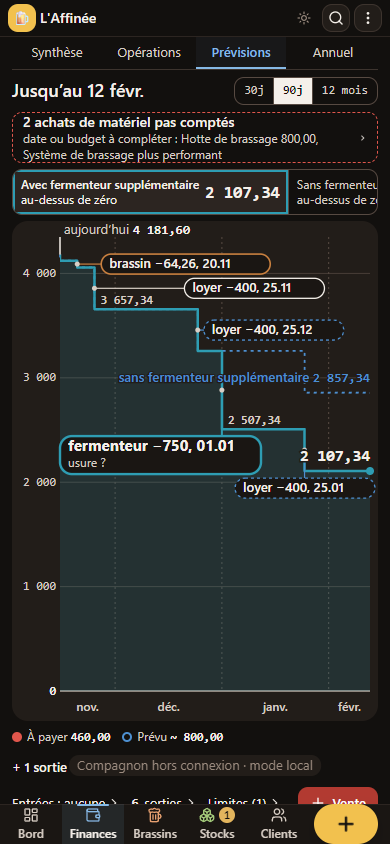 L'Affinée
Synthèse
Opérations
Prévisions
Annuel
Jusqu'au 12 févr.
30j
90j
12 mois
2 achats de matériel pas comptés
date ou budget à compléter : Hotte de brassage 800,00,
Système de brassage plus performant
Avec fermenteur supplémentaire
au-dessus de zéro
2 107,34
Sans fermenteu
au-dessus de zé
aujourd'hui 4 181,60
4 000
brassin −64,26, 20.11
loyer −400, 25.11
3 657,34
loyer −400, 25.12
3 000
sans fermenteur supplémentaire 2 857,34
2 507,34
fermenteur −750, 01.01
usure ?
2 107,34
2 000
loyer −400, 25.01
1 000
0
nov.
déc.
janv.
févr.
À payer 460,00
Prévu ~ 800,00
+ 1 sortie
Compagnon hors connexion · mode local
Entrées : aucune
6 sorties
Limites (1)
+ Vente
Bord
Finances
Brassins
1
Stocks
Clients
+